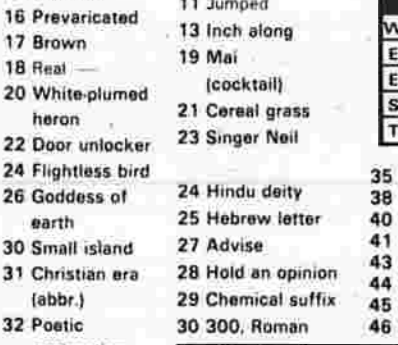 16 Prevaricated
17 Brown
18 Real
20 White-plumed
heron
22 Door unlocker
24 Flightless bird
26 Goddess of
earth
30 Small island
31 Christian era
(abbr.)
32 Poetic
11 Jumped
13 Inch along
19 Mai
(cocktail)
21 Cereal grass
23 Singer Neil
24 Hindu deity
25 Hebrew letter
27 Advise
28 Hold an opinion
29 Chemical suffix
30 300, Roman
W
E
E
S
T
35
38
40
41
43
44
45
46